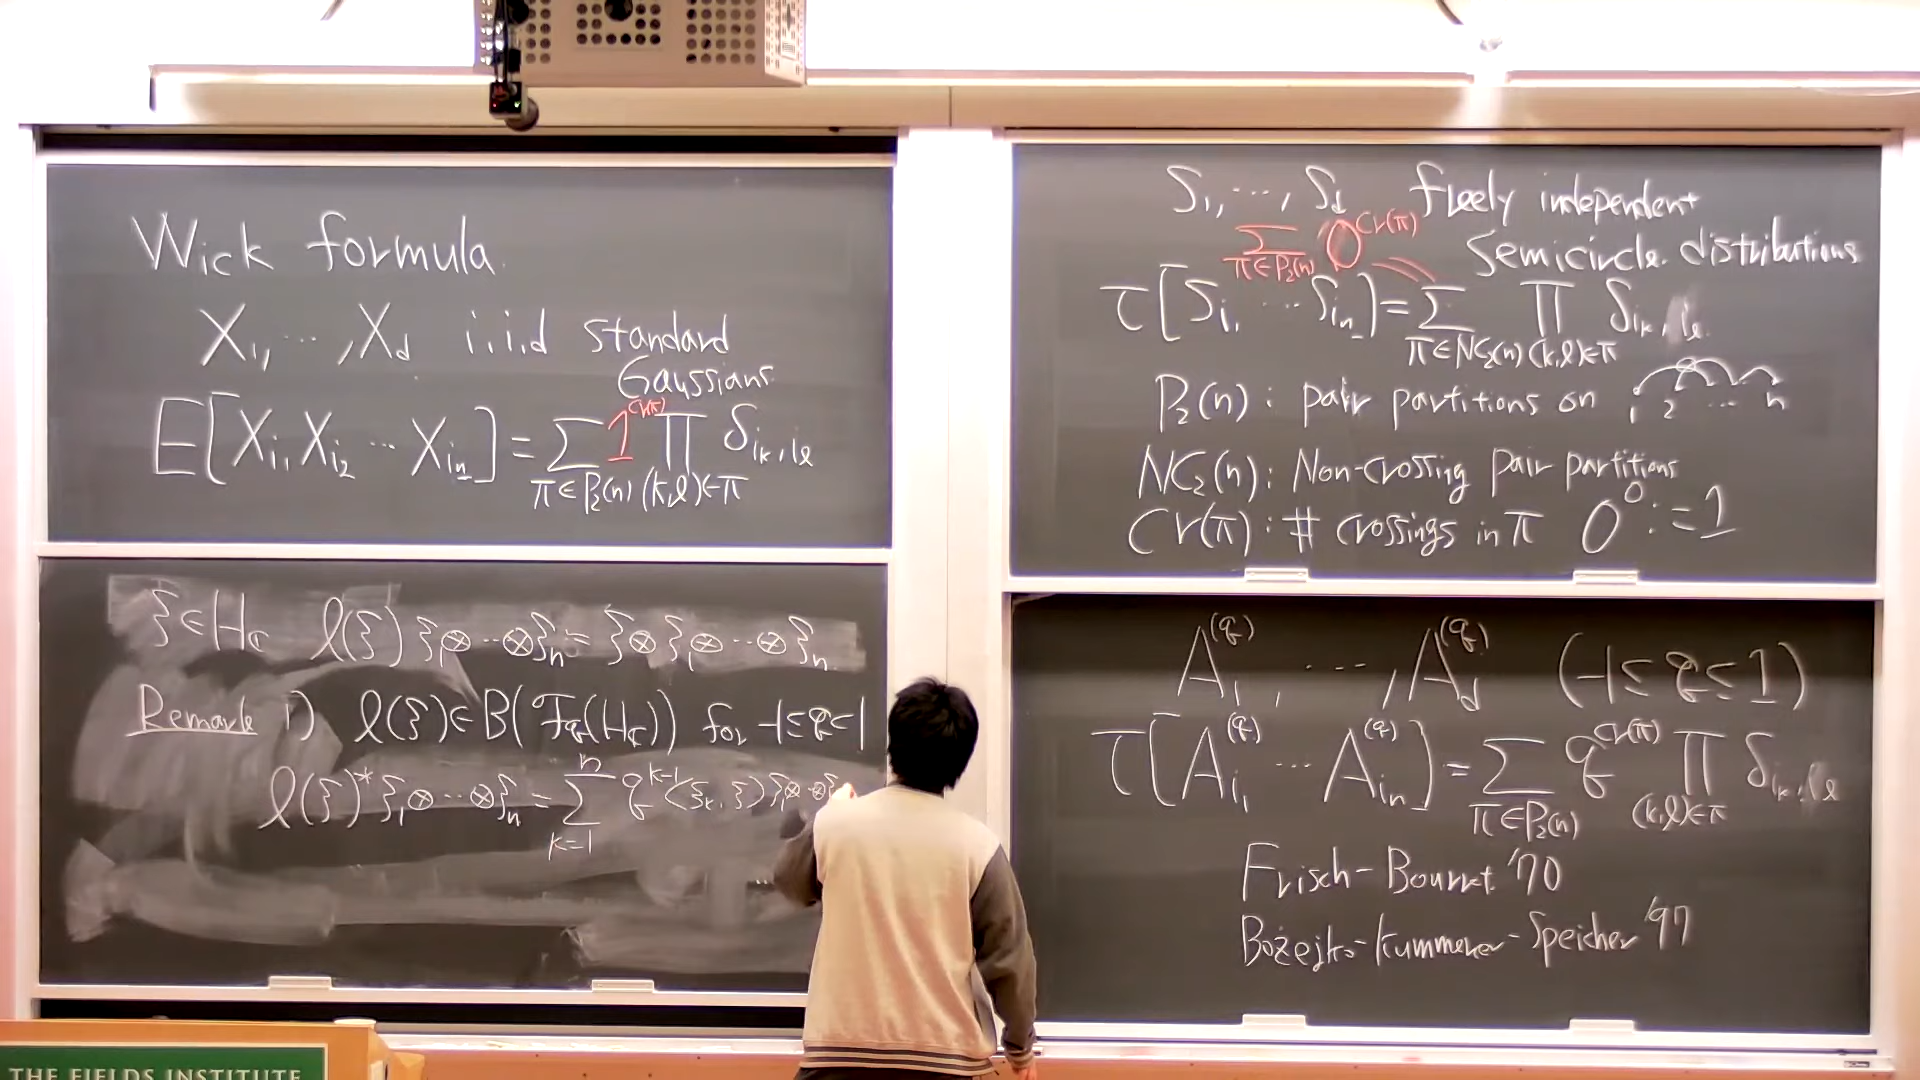 Wick formula.
X₁, ⋯ , X_d i.i.d standard
Gaussians.
E[X_{i₁} X_{i₂} ⋯ X_{i_n}] = Σ_{π∈P₂(n)} 1^{cr(π)} Π_{(k,l)∈π} δ_{i_k, i_l}
ξ∈H_ℂ ℓ(ξ) ξ₁⊗⋯⊗ξ_n = ξ⊗ξ₁⊗⋯⊗ξ_n
Remark 1) ℓ(ξ)∈B(F_q(H_ℂ)) for -1≤q<1
ℓ(ξ)* ξ₁⊗⋯⊗ξ_n = Σ_{k=1}^{n} q^{k-1} ⟨ξ_k, ξ⟩ ξ₁⊗⋯⊗ξ
S₁, ⋯ , S_d freely independent
Σ_{π∈P₂(n)} 0^{cr(π)} semicircle distributions
τ[S_{i₁} ⋯ S_{i_n}] = Σ_{π∈NC₂(n)} Π_{(k,l)∈π} δ_{i_k, i_l}
P₂(n) : pair partitions on 1 2 ⋯ n
NC₂(n) : Non-crossing pair partitions
Cr(π) : # crossings in π 0⁰ := 1
A₁^{(q)}, ⋯ , A_d^{(q)} (-1≤q≤1)
τ[A_{i₁}^{(q)} ⋯ A_{i_n}^{(q)}] = Σ_{π∈P₂(n)} q^{cr(π)} Π_{(k,l)∈π} δ_{i_k, i_l}
Frisch-Bourret '70
Bożejko-Kummerer-Speicher '97
THE FIELDS INSTITUTE